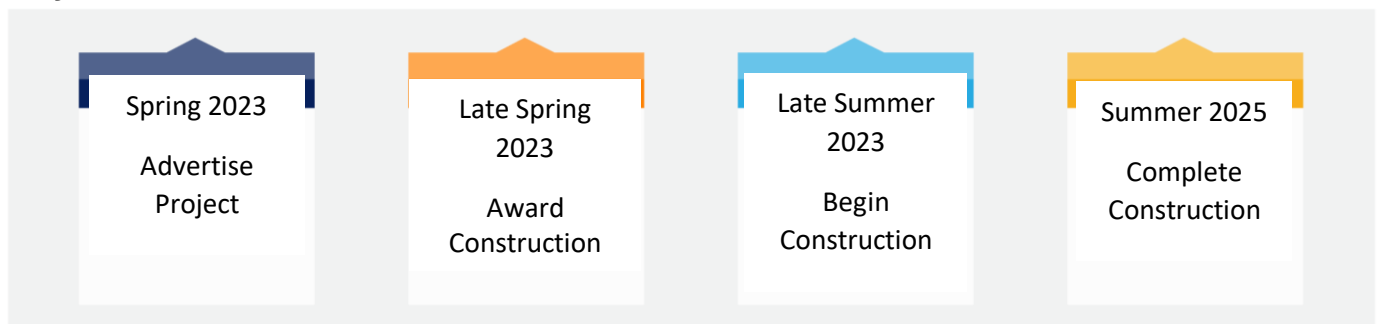 Spring 2023
Advertise
Project
Late Spring
2023
Award
Construction
Late Summer
2023
Begin
Construction
Summer 2025
Complete
Construction